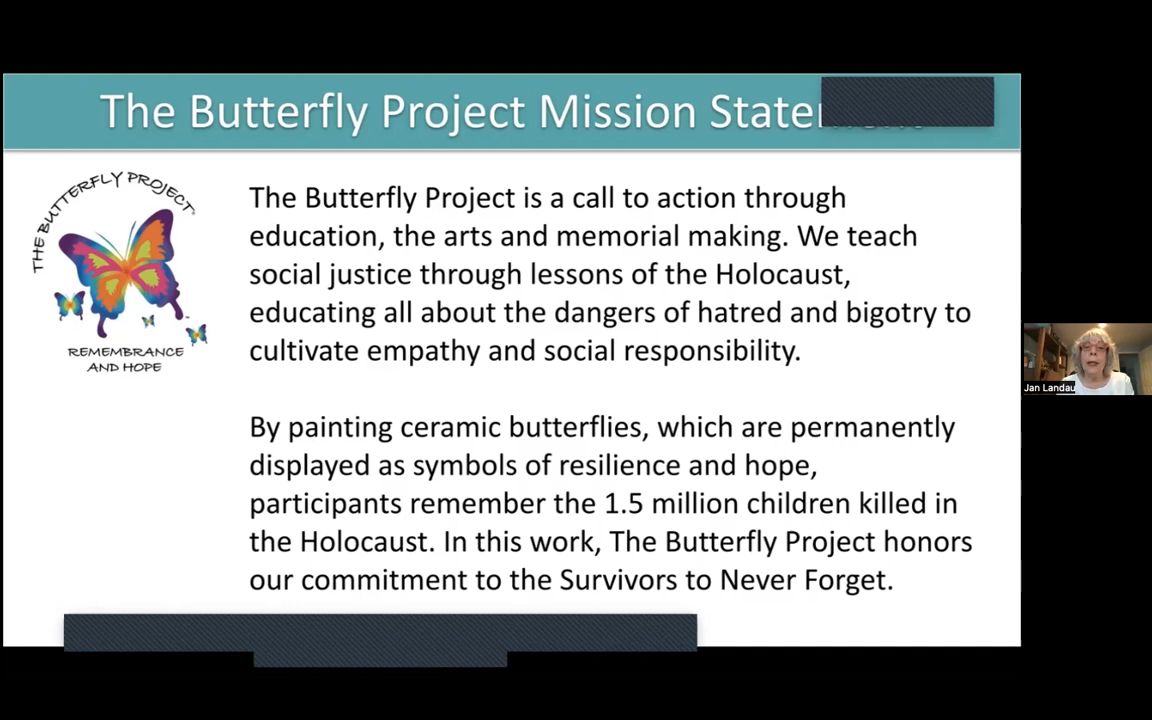 The Butterfly Project Mission Statement
THE BUTTERFLY PROJECT
REMEMBRANCE
AND HOPE
The Butterfly Project is a call to action through
education, the arts and memorial making. We teach
social justice through lessons of the Holocaust,
educating all about the dangers of hatred and bigotry to
cultivate empathy and social responsibility.
By painting ceramic butterflies, which are permanently
displayed as symbols of resilience and hope,
participants remember the 1.5 million children killed in
the Holocaust. In this work, The Butterfly Project honors
our commitment to the Survivors to Never Forget.
Jan Landau